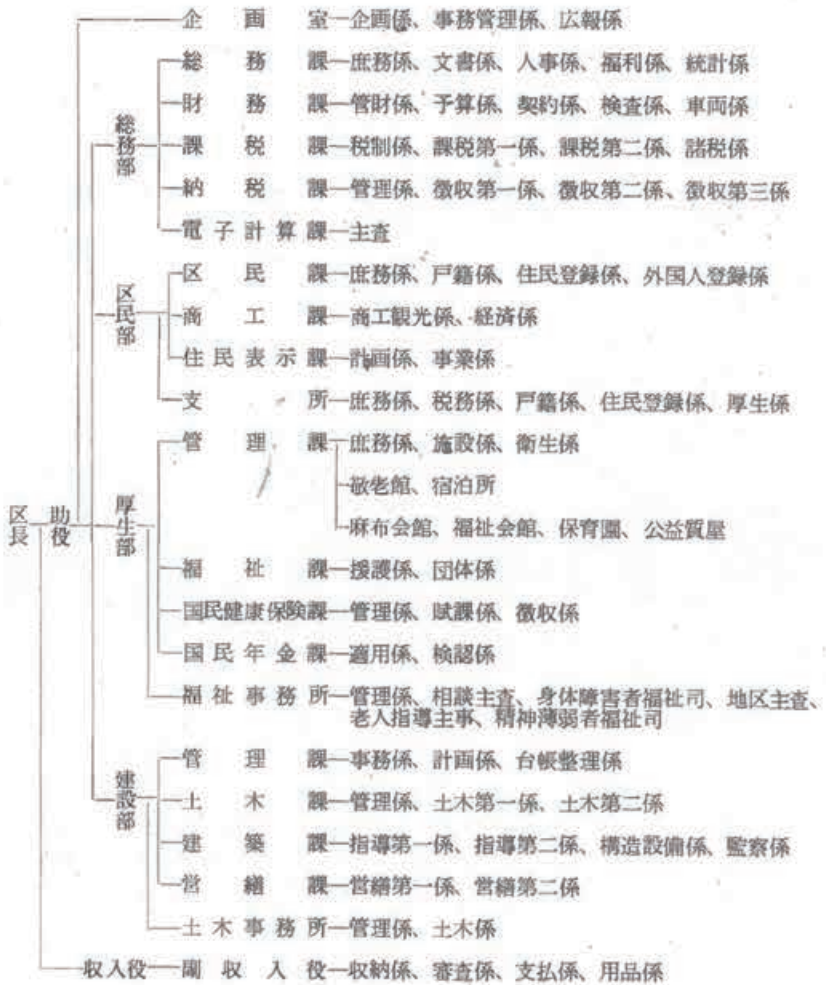 企画室―企画係、事務管理係、広報係
総務部
総務課―庶務係、文書係、人事係、福利係、統計係
財務課―管財係、予算係、契約係、検査係、車両係
課税課―税制係、課税第一係、課税第二係、諸税係
納税課―管理係、徴収第一係、徴収第二係、徴収第三係
電子計算課―主査
区民部
区民課―庶務係、戸籍係、住民登録係、外国人登録係
商工課―商工観光係、経済係
住民表示課―計画係、事業係
支所―庶務係、税務係、戸籍係、住民登録係、厚生係
区長
助役
厚生部
管理課―庶務係、施設係、衛生係
敬老館、宿泊所
麻布会館、福祉会館、保育園、公益質屋
福祉課―援護係、団体係
国民健康保険課―管理係、賦課係、徴収係
国民年金課―適用係、検認係
福祉事務所―管理係、相談主査、身体障害者福祉司、地区主査、
老人指導主事、精神薄弱者福祉司
建設部
管理課―事務係、計画係、台帳整理係
土木課―管理係、土木第一係、土木第二係
建築課―指導第一係、指導第二係、構造設備係、監察係
営繕課―営繕第一係、営繕第二係
土木事務所―管理係、土木係
収入役―副収入役―収納係、審査係、支払係、用品係